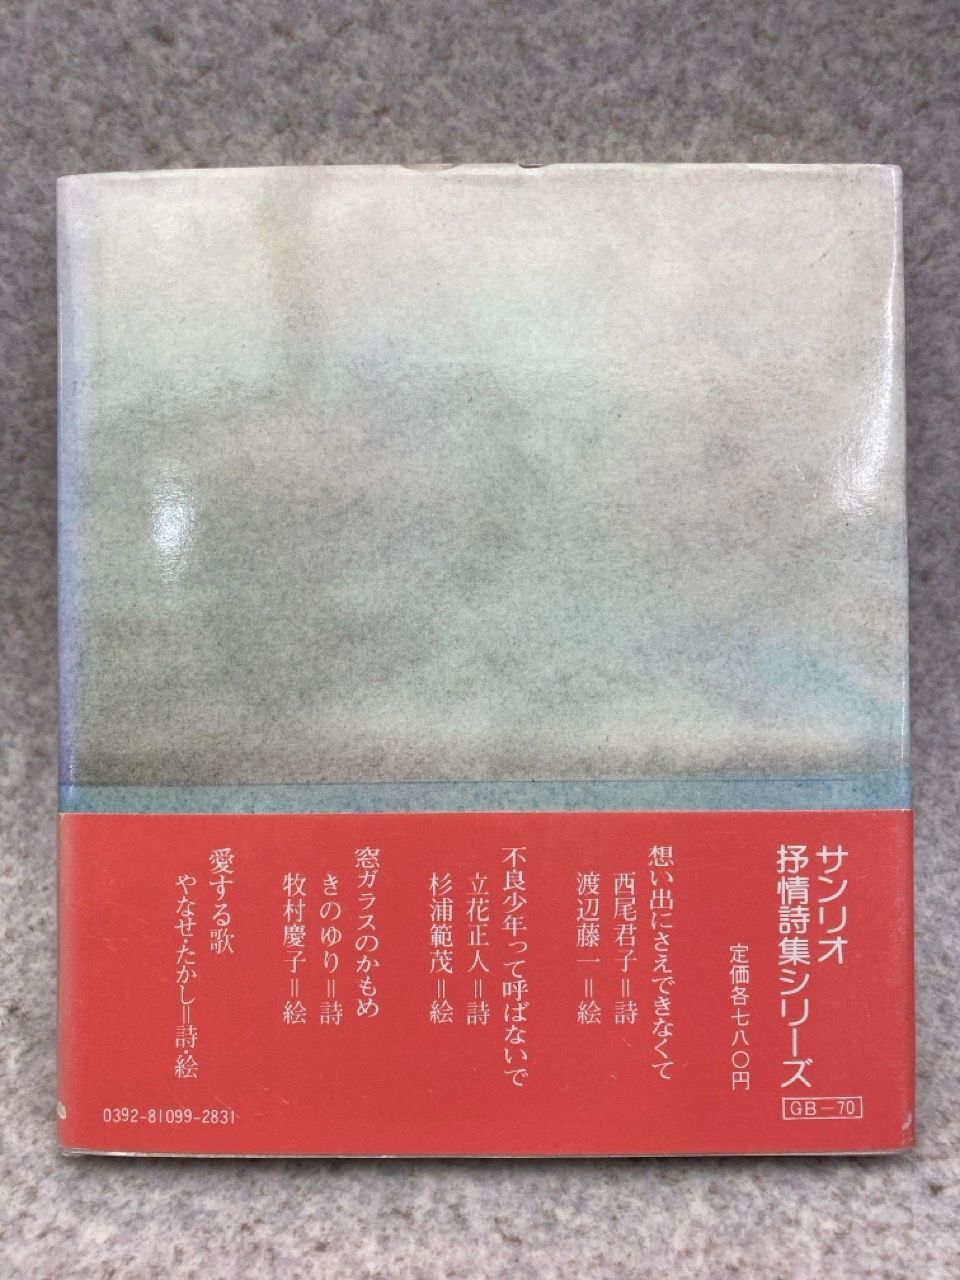 サンリオ
抒情詩集シリーズ
定価各七八〇円
GB-70
想い出にさえできなくて
西尾君子=詩
渡辺藤一=絵
不良少年って呼ばないで
立花正人=詩
杉浦範茂=絵
窓ガラスのかもめ
きのゆり=詩
牧村慶子=絵
愛する歌
やなせ・たかし=詩・絵
0392-81099-2831